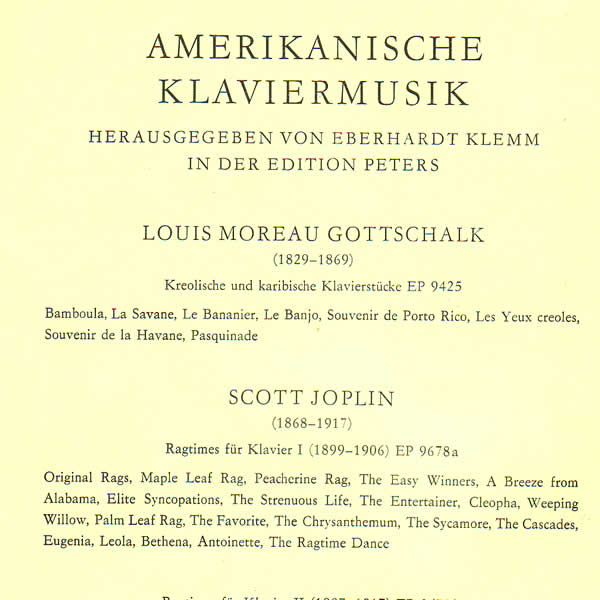 AMERIKANISCHE
KLAVIERMUSIK
HERAUSGEGEBEN VON EBERHARDT KLEMM
IN DER EDITION PETERS
LOUIS MOREAU GOTTSCHALK
(1829–1869)
Kreolische und karibische Klavierstücke EP 9425
Bamboula, La Savane, Le Bananier, Le Banjo, Souvenir de Porto Rico, Les Yeux creoles,
Souvenir de la Havane, Pasquinade
SCOTT JOPLIN
(1868–1917)
Ragtimes für Klavier I (1899–1906) EP 9678a
Original Rags, Maple Leaf Rag, Peacherine Rag, The Easy Winners, A Breeze from
Alabama, Elite Syncopations, The Strenuous Life, The Entertainer, Cleopha, Weeping
Willow, Palm Leaf Rag, The Favorite, The Chrysanthemum, The Sycamore, The Cascades,
Eugenia, Leola, Bethena, Antoinette, The Ragtime Dance